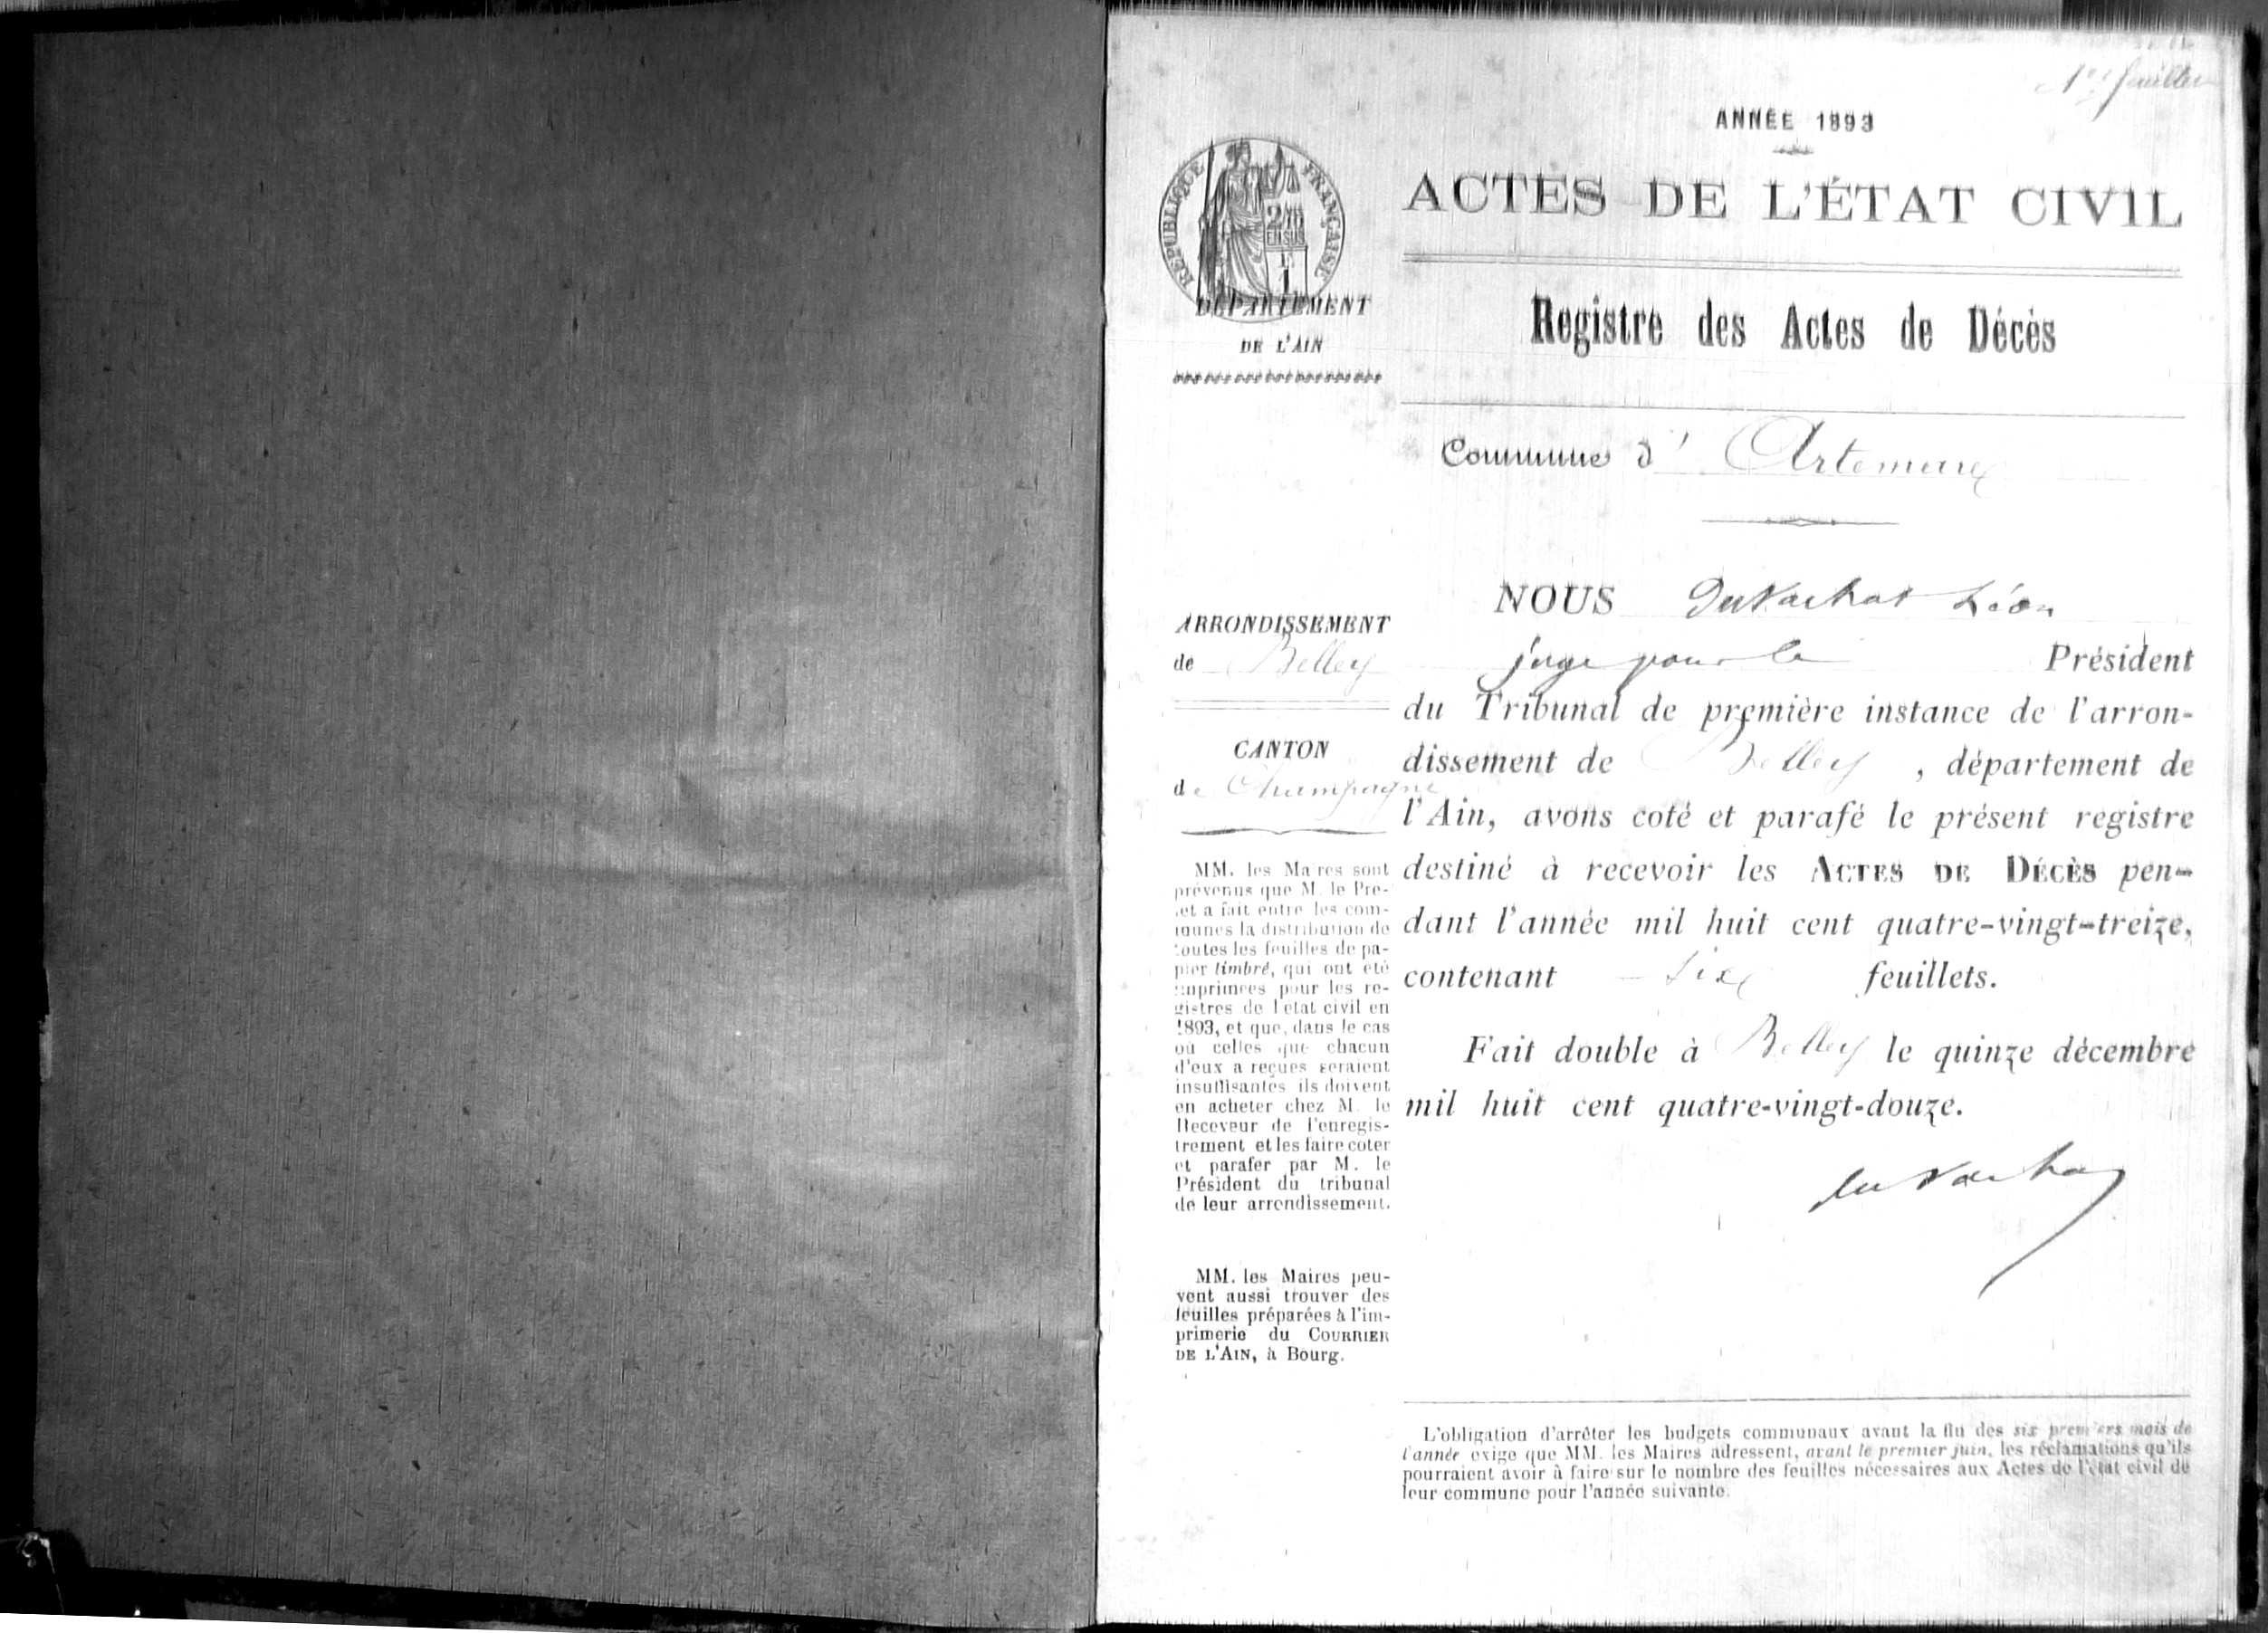 1er feuillet
ANNÉE 1893
ACTES DE L'ÉTAT CIVIL
RÉPUBLIQUE FRANÇAISE
2/10 EN SUS
DÉPARTEMENT
DE L'AIN
Registre des Actes de Décès
Commune d' Artemare
ARRONDISSEMENT
de Belley
CANTON
de Champagne
MM. les Maires sont
prévenus que M. le Pré-
fet a fait entre les com-
munes la distribution de
toutes les feuilles de pa-
pier timbré, qui ont été
imprimées pour les re-
gistres de l'état civil en
1893, et que, dans le cas
où celles que chacun
d'eux a reçues seraient
insuffisantes ils doivent
en acheter chez M. le
Receveur de l'enregis-
trement et les faire coter
et parafer par M. le
Président du tribunal
de leur arrondissement.
MM. les Maires peu-
vent aussi trouver des
feuilles préparées à l'im-
primerie du COURRIER
DE L'AIN, à Bourg.
NOUS Duvachat Léon
juge pour le Président
du Tribunal de première instance de l'arron-
dissement de Belley, département de
l'Ain, avons coté et parafé le présent registre
destiné à recevoir les ACTES DE DÉCÈS pen-
dant l'année mil huit cent quatre-vingt-treize,
contenant six feuillets.
Fait double à Belley le quinze décembre
mil huit cent quatre-vingt-douze.
L'obligation d'arrêter les budgets communaux avant la fin des six premiers mois de
l'année exige que MM. les Maires adressent, avant le premier juin, les réclamations qu'ils
pourraient avoir à faire sur le nombre des feuilles nécessaires aux Actes de l'état civil de
leur commune pour l'année suivante.